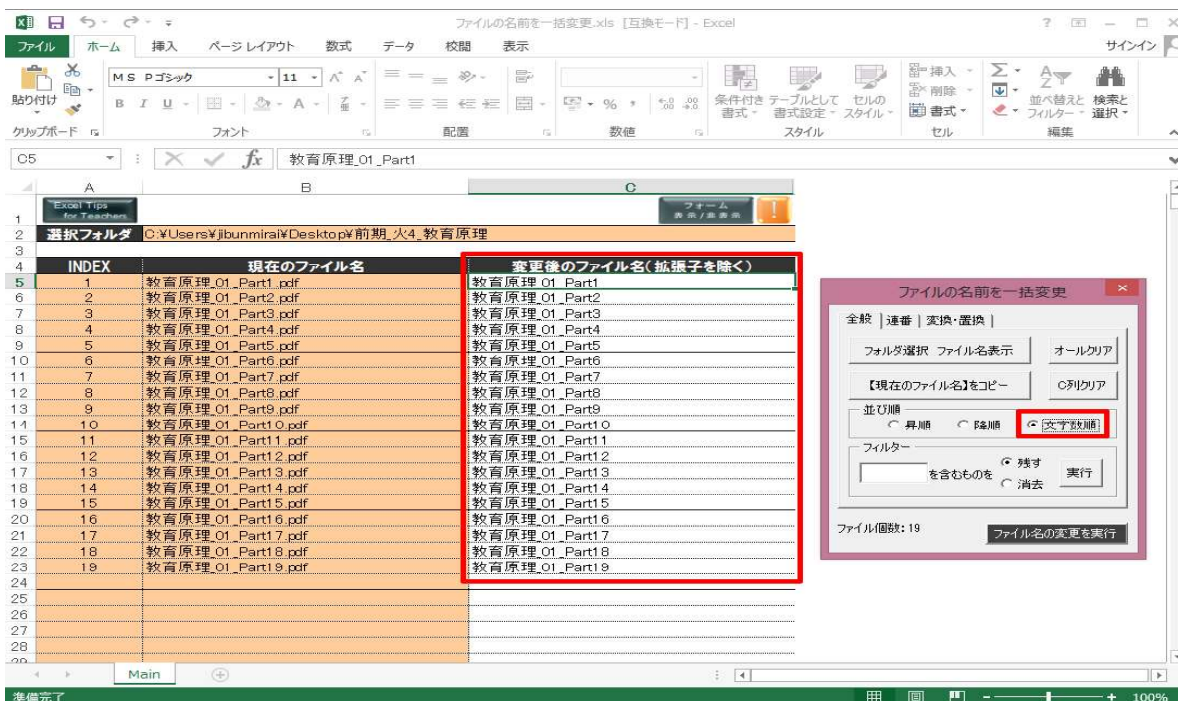 ファイルの名前を一括変更.xls [互換モード] - Excel
ファイル ホーム 挿入 ページ レイアウト 数式 データ 校閲 表示 サインイン
貼り付け
MS Pゴシック 11
B I U
% ,
条件付き書式 テーブルとして書式設定 セルのスタイル
挿入
削除
書式
並べ替えとフィルター 検索と選択
クリップボード フォント 配置 数値 スタイル セル 編集
C5 fx 教育原理_01_Part1
A B C
1 Excel Tips for Teachers フォーム 表示/非表示 !
2 選択フォルダ C:¥Users¥jibunmirai¥Desktop¥前期_火4_教育原理
3
4 INDEX 現在のファイル名 変更後のファイル名(拡張子を除く)
5 1 教育原理_01_Part1.pdf 教育原理_01_Part1
6 2 教育原理_01_Part2.pdf 教育原理_01_Part2
7 3 教育原理_01_Part3.pdf 教育原理_01_Part3
8 4 教育原理_01_Part4.pdf 教育原理_01_Part4
9 5 教育原理_01_Part5.pdf 教育原理_01_Part5
10 6 教育原理_01_Part6.pdf 教育原理_01_Part6
11 7 教育原理_01_Part7.pdf 教育原理_01_Part7
12 8 教育原理_01_Part8.pdf 教育原理_01_Part8
13 9 教育原理_01_Part9.pdf 教育原理_01_Part9
14 10 教育原理_01_Part10.pdf 教育原理_01_Part10
15 11 教育原理_01_Part11.pdf 教育原理_01_Part11
16 12 教育原理_01_Part12.pdf 教育原理_01_Part12
17 13 教育原理_01_Part13.pdf 教育原理_01_Part13
18 14 教育原理_01_Part14.pdf 教育原理_01_Part14
19 15 教育原理_01_Part15.pdf 教育原理_01_Part15
20 16 教育原理_01_Part16.pdf 教育原理_01_Part16
21 17 教育原理_01_Part17.pdf 教育原理_01_Part17
22 18 教育原理_01_Part18.pdf 教育原理_01_Part18
23 19 教育原理_01_Part19.pdf 教育原理_01_Part19
24
25
26
27
28
ファイルの名前を一括変更
全般 連番 変換・置換
フォルダ選択 ファイル名表示 オールクリア
【現在のファイル名】をコピー C列クリア
並び順
昇順 降順 文字数順
フィルター
を含むものを 残す 消去 実行
ファイル個数: 19 ファイル名の変更を実行
Main
準備完了 100%